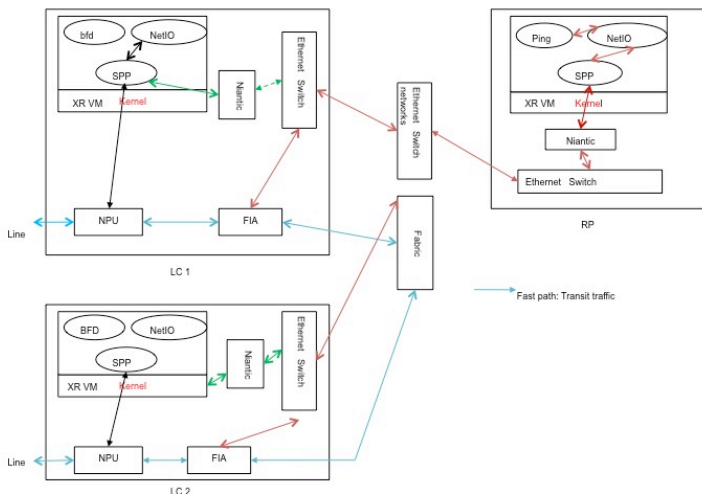 bfd
NetIO
SPP
XR VM
Kernel
Niantic
Ethernet Switch
NPU
FIA
Line
LC 1
Ethernet Switch
networks
Fabric
Ping
NetIO
SPP
XR VM
Kernel
Niantic
Ethernet Switch
RP
Fast path: Transit traffic
BFD
NetIO
SPP
XR VM
Kernel
Niantic
Ethernet Switch
NPU
FIA
Line
LC 2